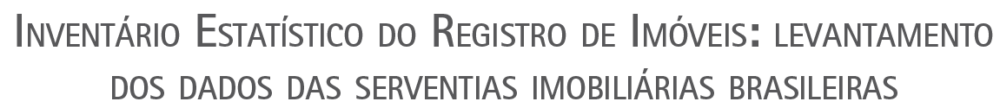 Inventário Estatístico do Registro de Imóveis: levantamento
dos dados das serventias imobiliárias brasileiras